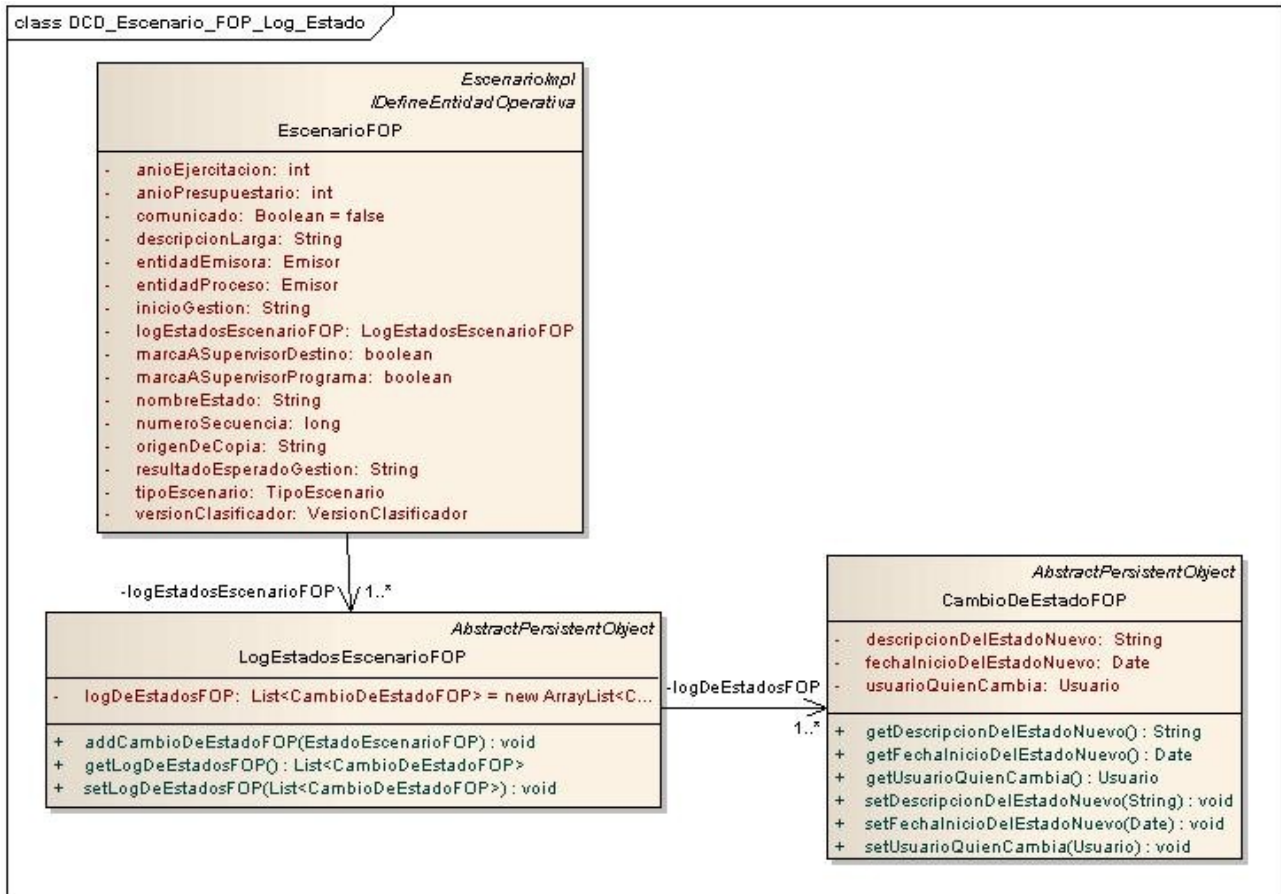 class DCD_Escenario_FOP_Log_Estado
EscenarioImpl
IDefineEntidadOperativa
EscenarioFOP
- anioEjercitacion: int
- anioPresupuestario: int
- comunicado: Boolean = false
- descripcionLarga: String
- entidadEmisora: Emisor
- entidadProceso: Emisor
- inicioGestion: String
- logEstadosEscenarioFOP: LogEstadosEscenarioFOP
- marcaASupervisorDestino: boolean
- marcaASupervisorPrograma: boolean
- nombreEstado: String
- numeroSecuencia: long
- origenDeCopia: String
- resultadoEsperadoGestion: String
- tipoEscenario: TipoEscenario
- versionClasificador: VersionClasificador
-logEstadosEscenarioFOP 1..*
AbstractPersistentObject
LogEstadosEscenarioFOP
- logDeEstadosFOP: List<CambioDeEstadoFOP> = new ArrayList<C...
+ addCambioDeEstadoFOP(EstadoEscenarioFOP) : void
+ getLogDeEstadosFOP() : List<CambioDeEstadoFOP>
+ setLogDeEstadosFOP(List<CambioDeEstadoFOP>) : void
-logDeEstadosFOP
1..*
AbstractPersistentObject
CambioDeEstadoFOP
- descripcionDelEstadoNuevo: String
- fechaInicioDelEstadoNuevo: Date
- usuarioQuienCambia: Usuario
+ getDescripcionDelEstadoNuevo() : String
+ getFechaInicioDelEstadoNuevo() : Date
+ getUsuarioQuienCambia() : Usuario
+ setDescripcionDelEstadoNuevo(String) : void
+ setFechaInicioDelEstadoNuevo(Date) : void
+ setUsuarioQuienCambia(Usuario) : void